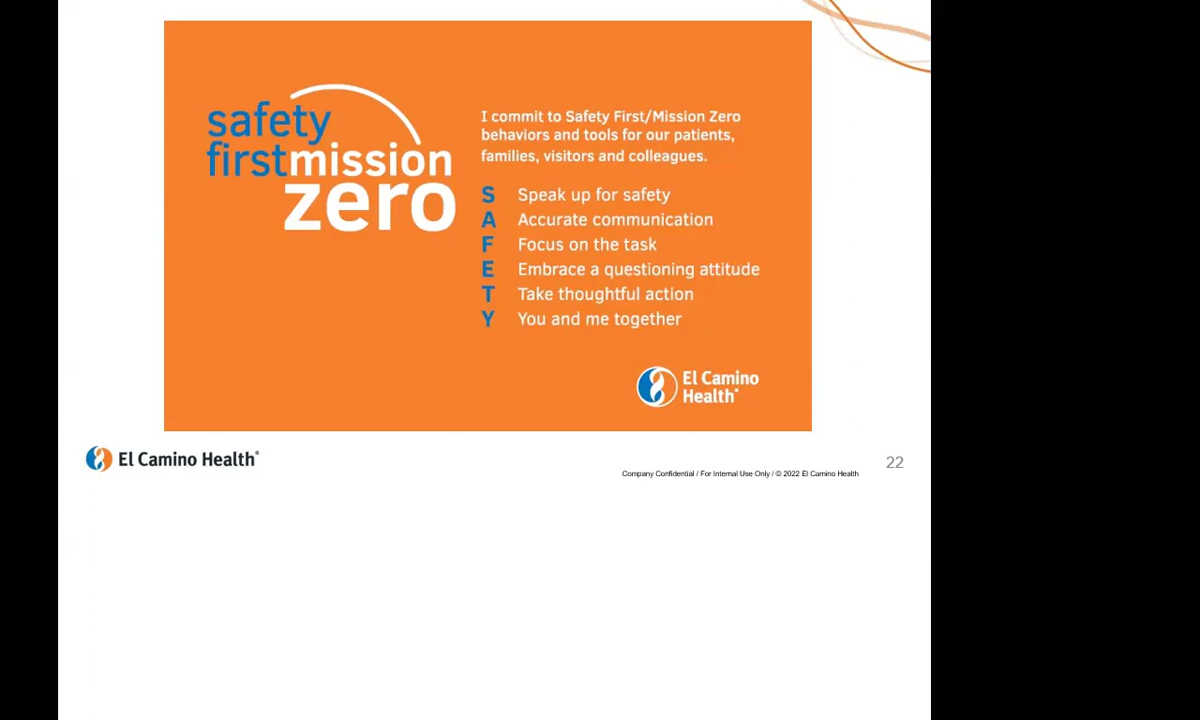 safety
firstmission
zero
I commit to Safety First/Mission Zero
behaviors and tools for our patients,
families, visitors and colleagues.
S Speak up for safety
A Accurate communication
F Focus on the task
E Embrace a questioning attitude
T Take thoughtful action
Y You and me together
El Camino
Health®
El Camino Health®
Company Confidential / For Internal Use Only / © 2022 El Camino Health
22